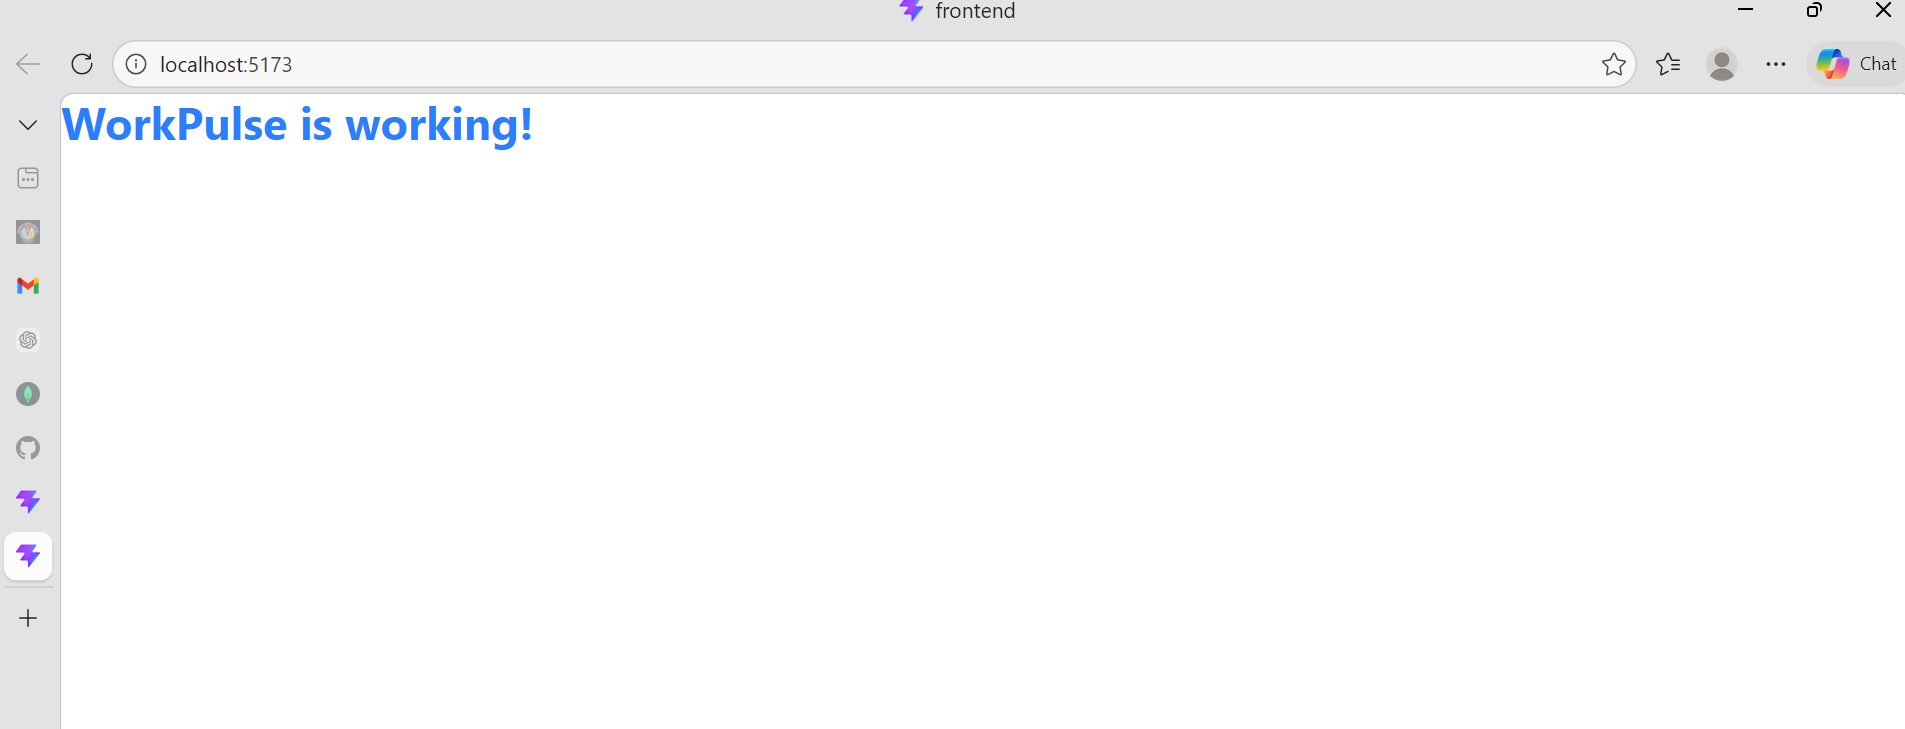 frontend
localhost:5173
Chat
WorkPulse is working!